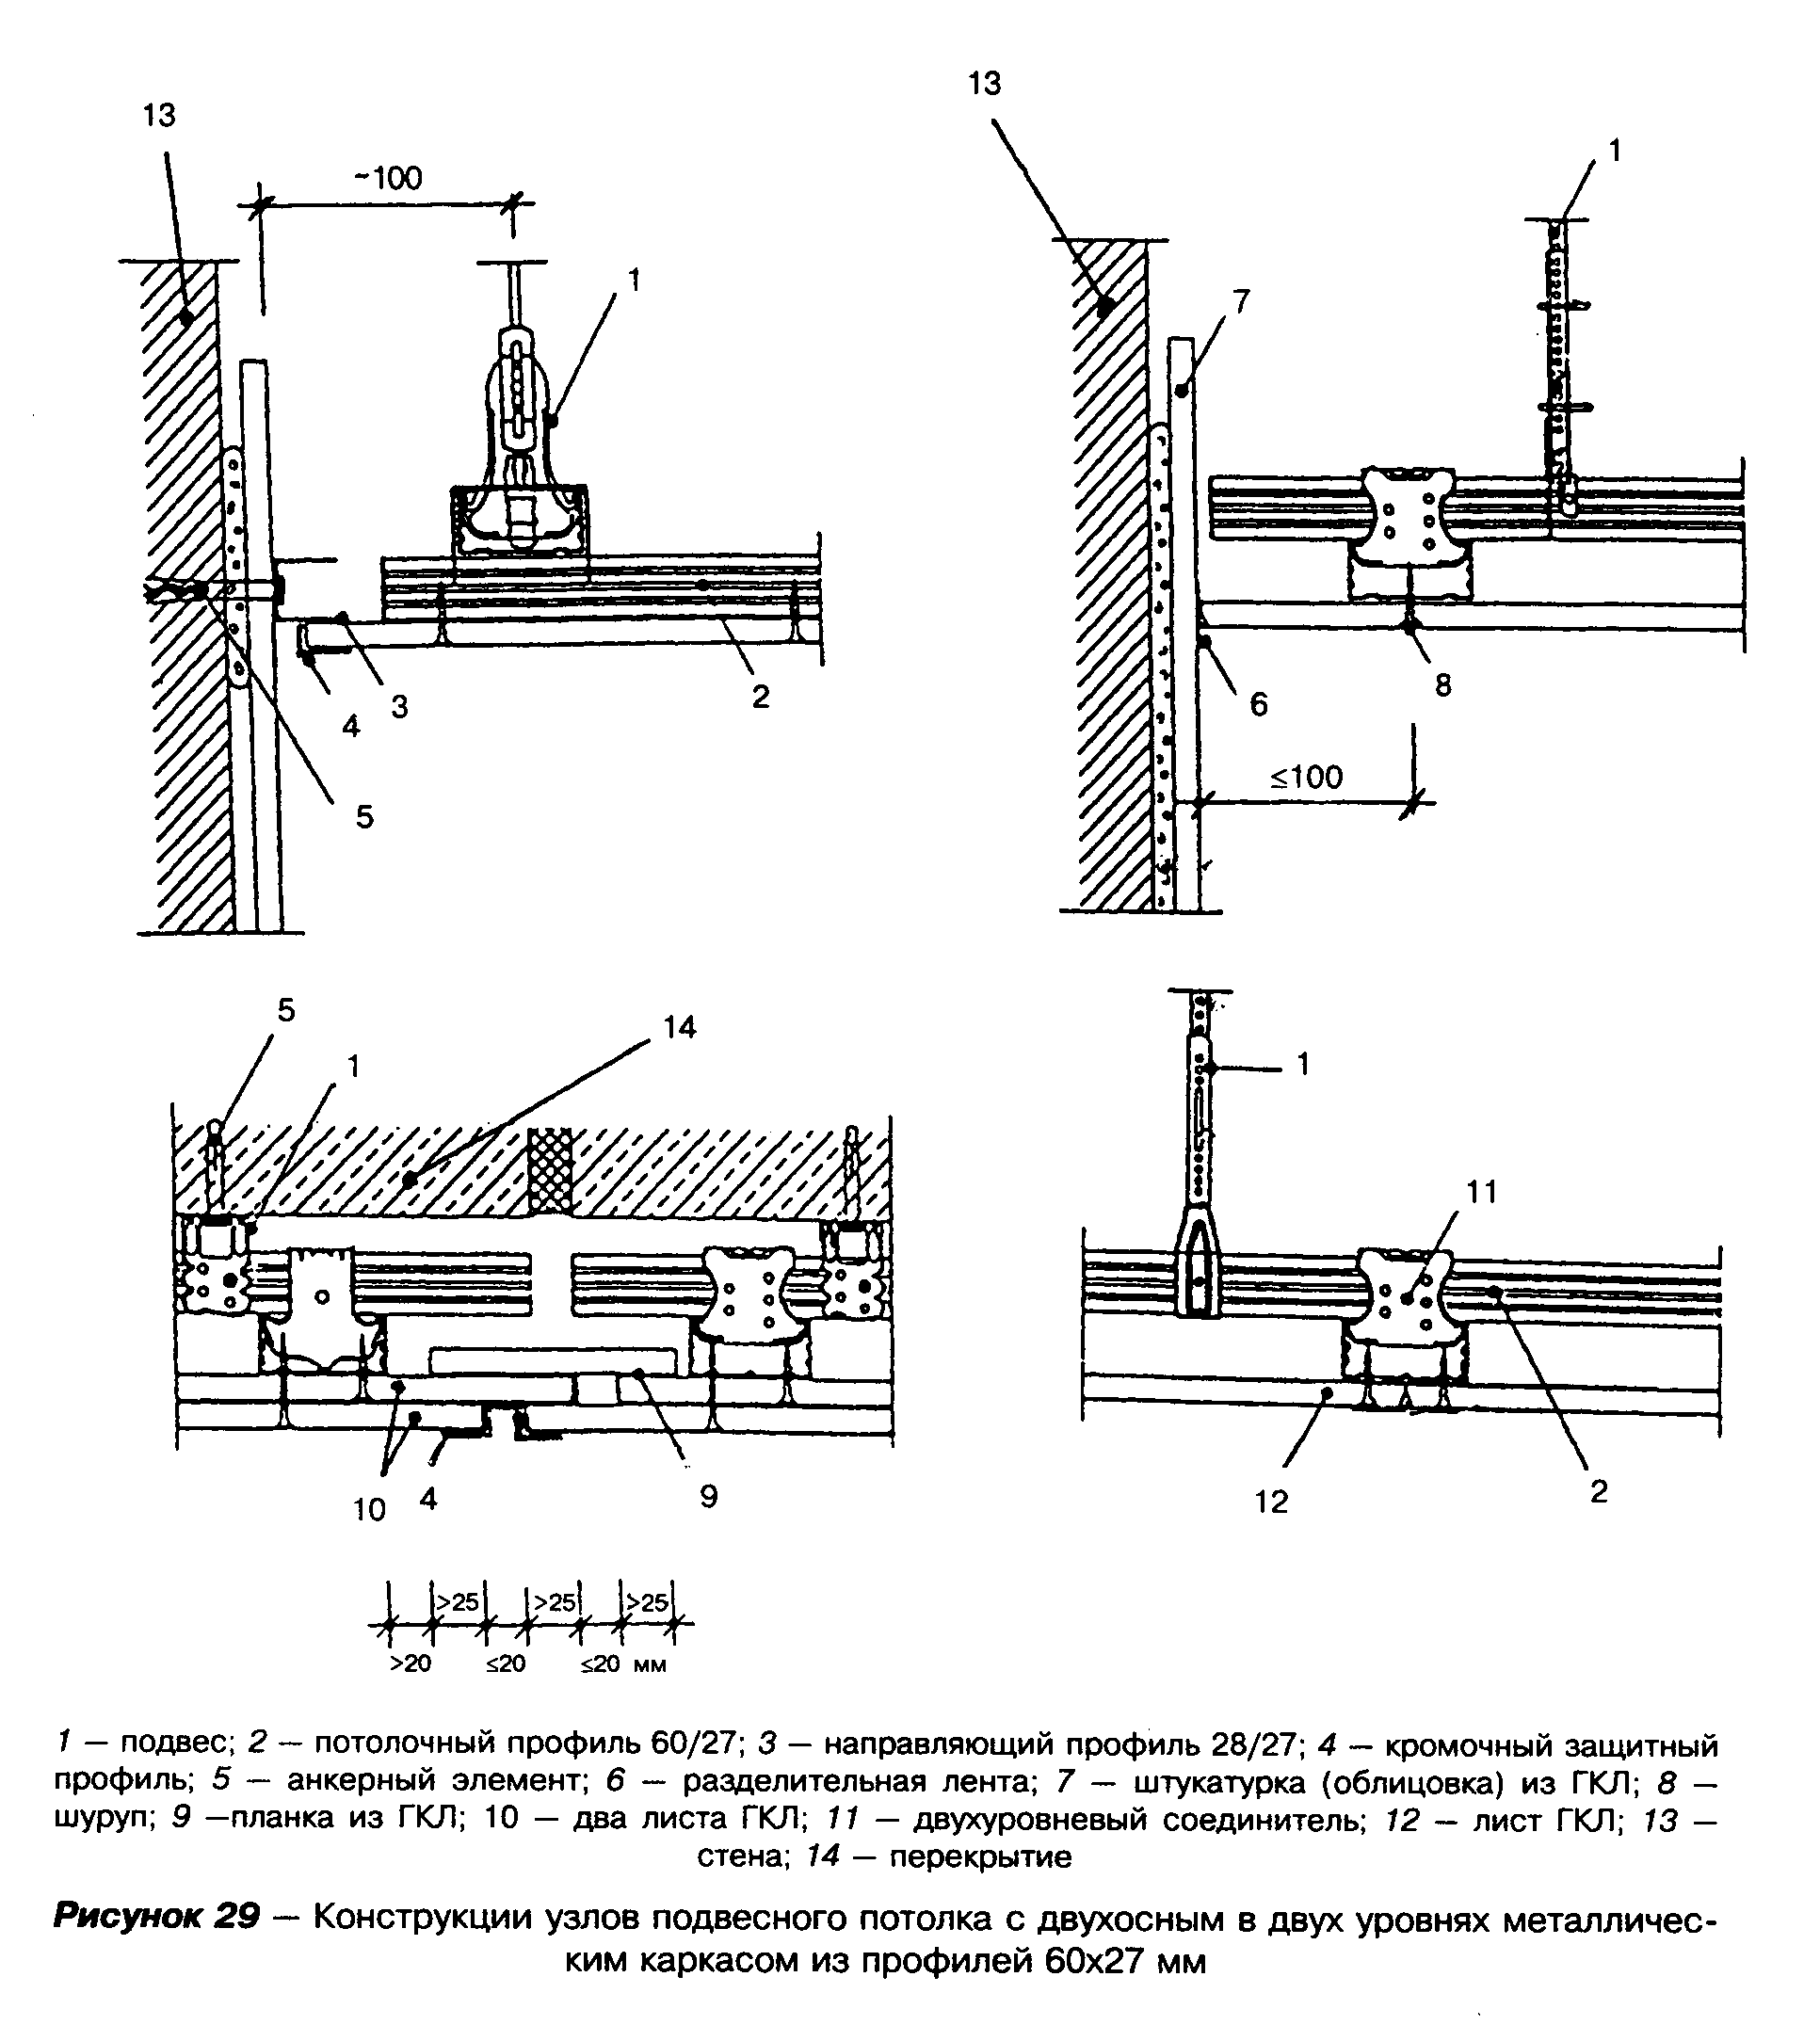 13
~100
1
3
4
2
5
13
1
7
8
6
≤100
5
14
1
10
4
9
1
11
12
2
>25 >25 >25
>20 ≤20 ≤20 мм
1 — подвес; 2 — потолочный профиль 60/27; 3 — направляющий профиль 28/27; 4 — кромочный защитный
профиль; 5 — анкерный элемент; 6 — разделительная лента; 7 — штукатурка (облицовка) из ГКЛ; 8 —
шуруп; 9 —планка из ГКЛ; 10 — два листа ГКЛ; 11 — двухуровневый соединитель; 12 — лист ГКЛ; 13 —
стена; 14 — перекрытие
Рисунок 29 — Конструкции узлов подвесного потолка с двухосным в двух уровнях металличес-
ким каркасом из профилей 60х27 мм